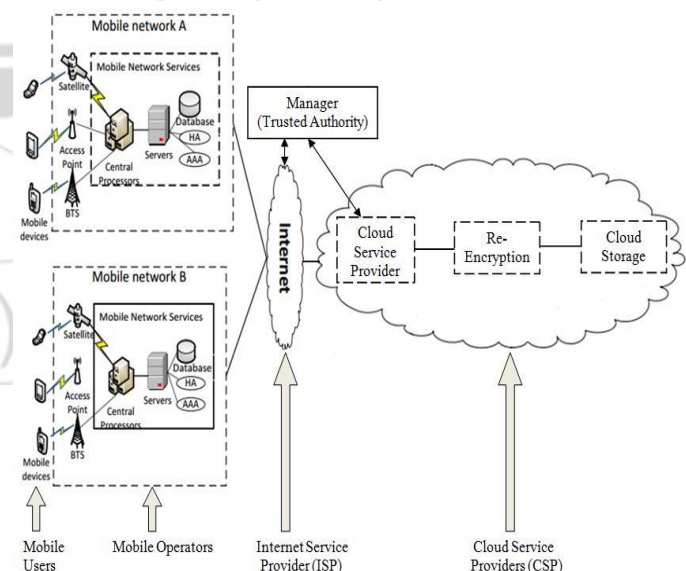 Mobile network A
Mobile Network Services
Satellite
Access
Point
BTS
Mobile
devices
Central
Processors
Servers
Database
HA
AAA
Mobile network B
Mobile Network Services
Satellite
Access
Point
BTS
Mobile
devices
Central
Processors
Servers
Database
HA
AAA
Manager
(Trusted Authority)
Internet
Cloud
Service
Provider
Re-
Encryption
Cloud
Storage
Mobile
Users
Mobile Operators
Internet Service
Provider (ISP)
Cloud Service
Providers (CSP)